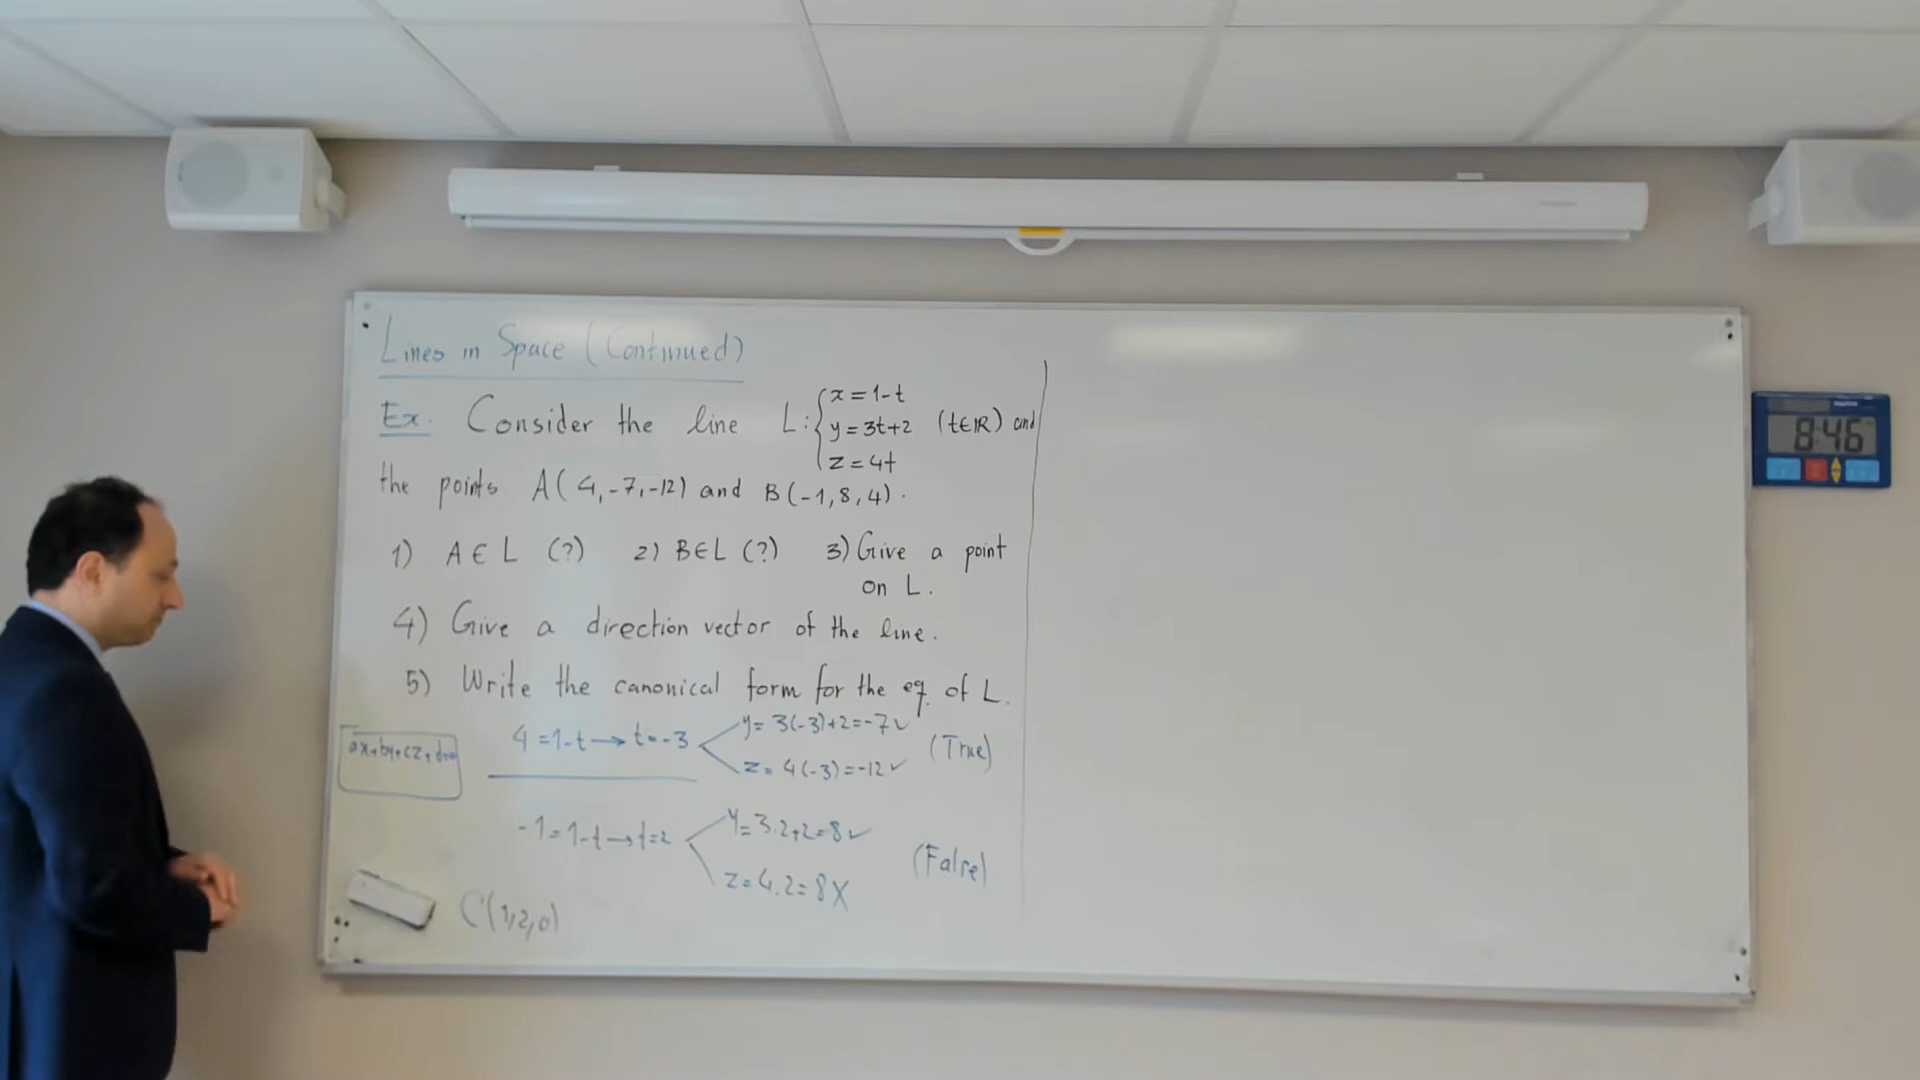 Lines in Space (Continued)
Ex. Consider the line L: { x = 1-t
y = 3t+2 (t∈ℝ) and
z = 4t
the points A(4,-7,-12) and B(-1,8,4).
1) A ∈ L (?) 2) B∈L (?) 3) Give a point
on L.
4) Give a direction vector of the line.
5) Write the canonical form for the eq. of L.
4 = 1-t → t=-3
y = 3(-3)+2=-7 ✓
z = 4(-3)=-12 ✓
(True)
ax+by+cz+d=0
-1=1-t → t=2
y=3.2+2=8 ✓
z=4.2=8 X
(False)
C(1,2,0)
8:46